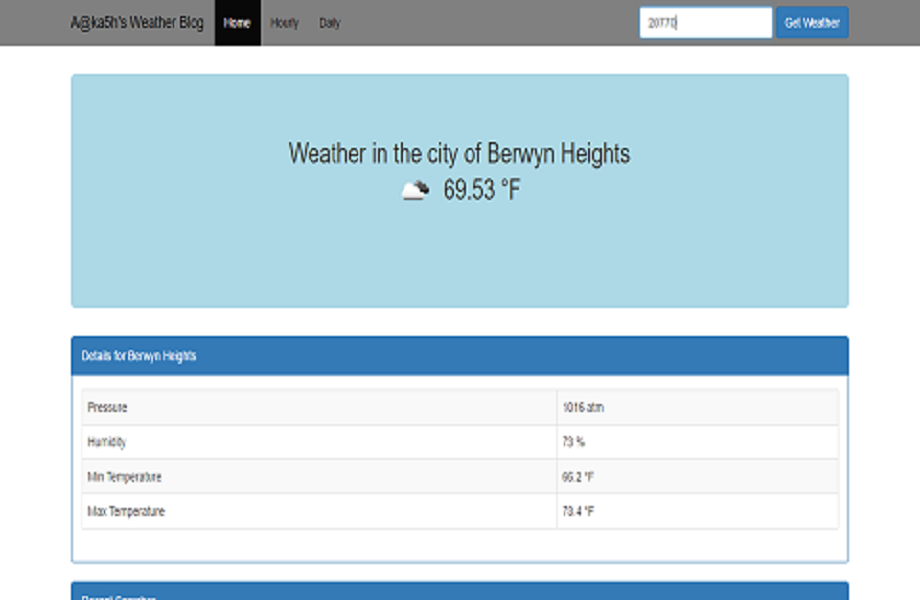 A@ka5h's Weather Blog Home Hourly Daily 20770 Get Weather
Weather in the city of Berwyn Heights
69.53 °F
Details for Berwyn Heights
Pressure 1016 atm
Humidity 73 %
Min Temperature 66.2 °F
Max Temperature 73.4 °F